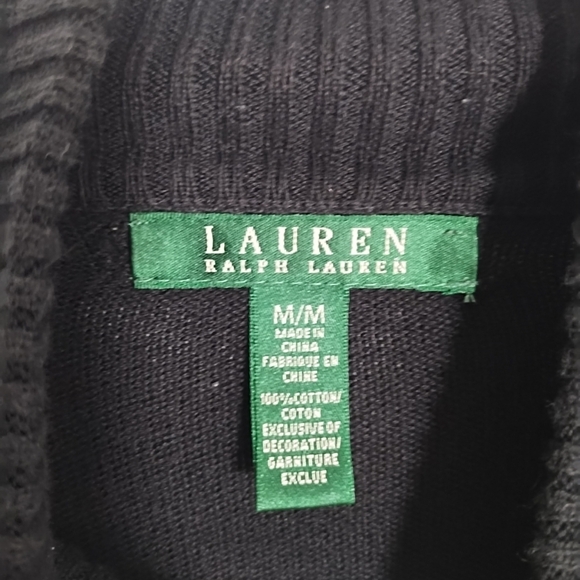 LAUREN
RALPH LAUREN
M/M
MADE IN
CHINA
FABRIQUE EN
CHINE
100%COTTON/
COTON
EXCLUSIVE OF
DECORATION/
GARNITURE
EXCLUE